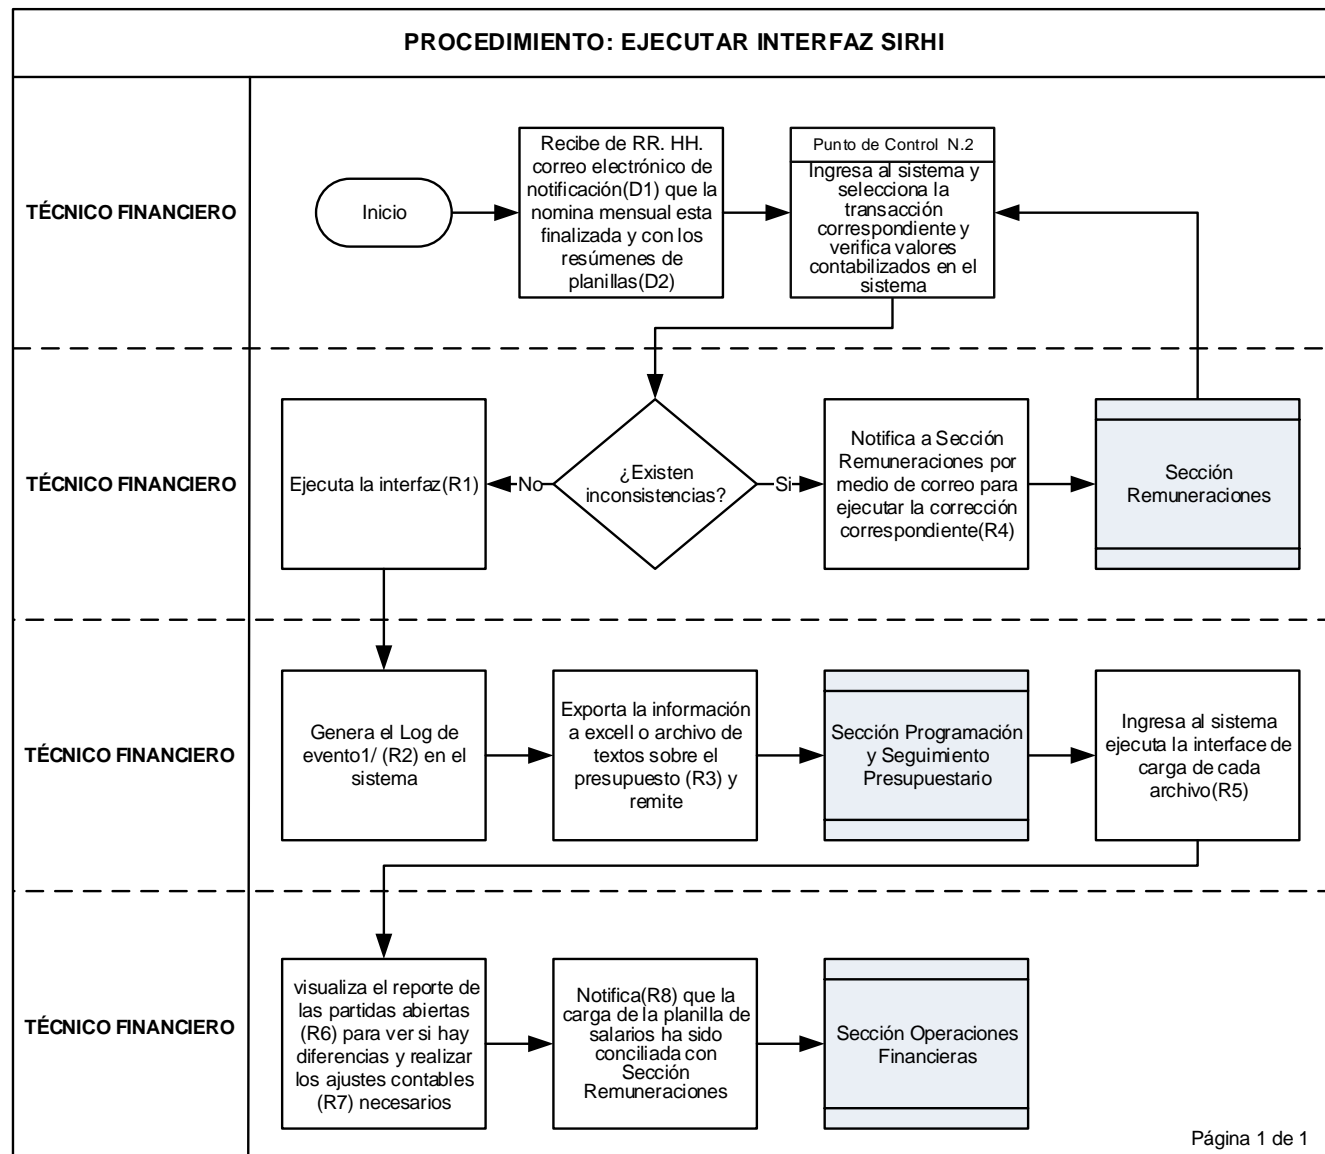 PROCEDIMIENTO: EJECUTAR INTERFAZ SIRHI
TÉCNICO FINANCIERO
Inicio
Recibe de RR. HH.
correo electrónico de
notificación(D1) que la
nomina mensual esta
finalizada y con los
resúmenes de
planillas(D2)
Punto de Control N.2
Ingresa al sistema y
selecciona la
transacción
correspondiente y
verifica valores
contabilizados en el
sistema
TÉCNICO FINANCIERO
Ejecuta la interfaz(R1)
No
¿Existen
inconsistencias?
Si
Notifica a Sección
Remuneraciones por
medio de correo para
ejecutar la corrección
correspondiente(R4)
Sección
Remuneraciones
TÉCNICO FINANCIERO
Genera el Log de
evento1/ (R2) en el
sistema
Exporta la información
a excell o archivo de
textos sobre el
presupuesto (R3) y
remite
Sección Programación
y Seguimiento
Presupuestario
Ingresa al sistema
ejecuta la interface de
carga de cada
archivo(R5)
TÉCNICO FINANCIERO
visualiza el reporte de
las partidas abiertas
(R6) para ver si hay
diferencias y realizar
los ajustes contables
(R7) necesarios
Notifica(R8) que la
carga de la planilla de
salarios ha sido
conciliada con
Sección
Remuneraciones
Sección Operaciones
Financieras
Página 1 de 1